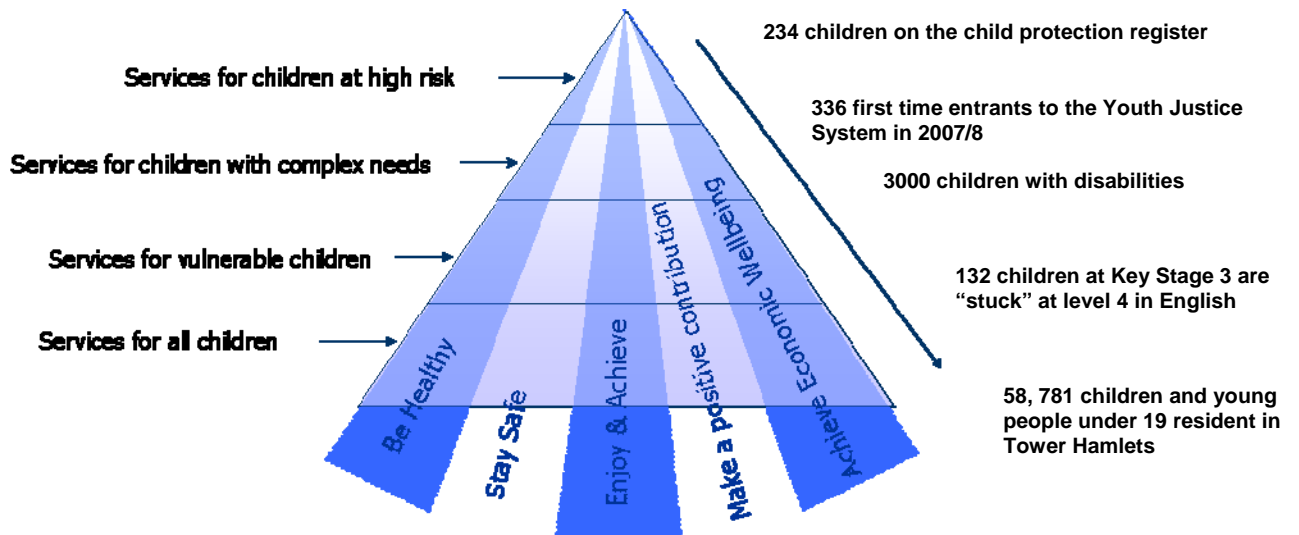 234 children on the child protection register
Services for children at high risk
336 first time entrants to the Youth Justice
System in 2007/8
Services for children with complex needs
3000 children with disabilities
Services for vulnerable children
132 children at Key Stage 3 are
“stuck” at level 4 in English
Services for all children
58, 781 children and young
people under 19 resident in
Tower Hamlets
Be Healthy
Stay Safe
Enjoy & Achieve
Make a positive contribution
Achieve Economic Wellbeing